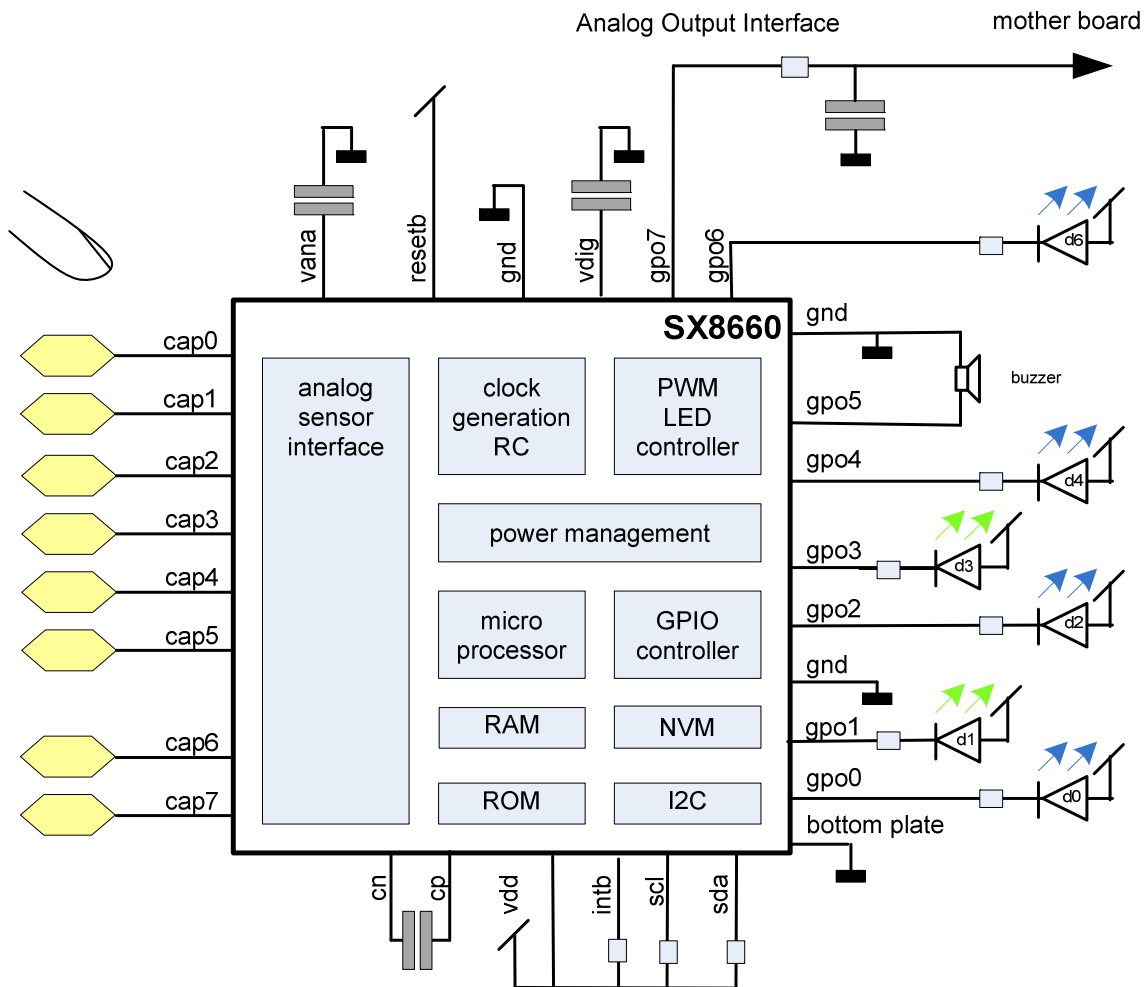 Analog Output Interface
mother board
vana
resetb
gnd
vdig
gpo7
gpo6
d6
SX8660
gnd
cap0
cap1
cap2
cap3
cap4
cap5
cap6
cap7
analog
sensor
interface
clock
generation
RC
PWM
LED
controller
power management
micro
processor
GPIO
controller
RAM
NVM
ROM
I2C
buzzer
gpo5
gpo4
d4
gpo3
d3
gpo2
d2
gnd
gpo1
d1
gpo0
d0
bottom plate
cn
cp
vdd
intb
scl
sda